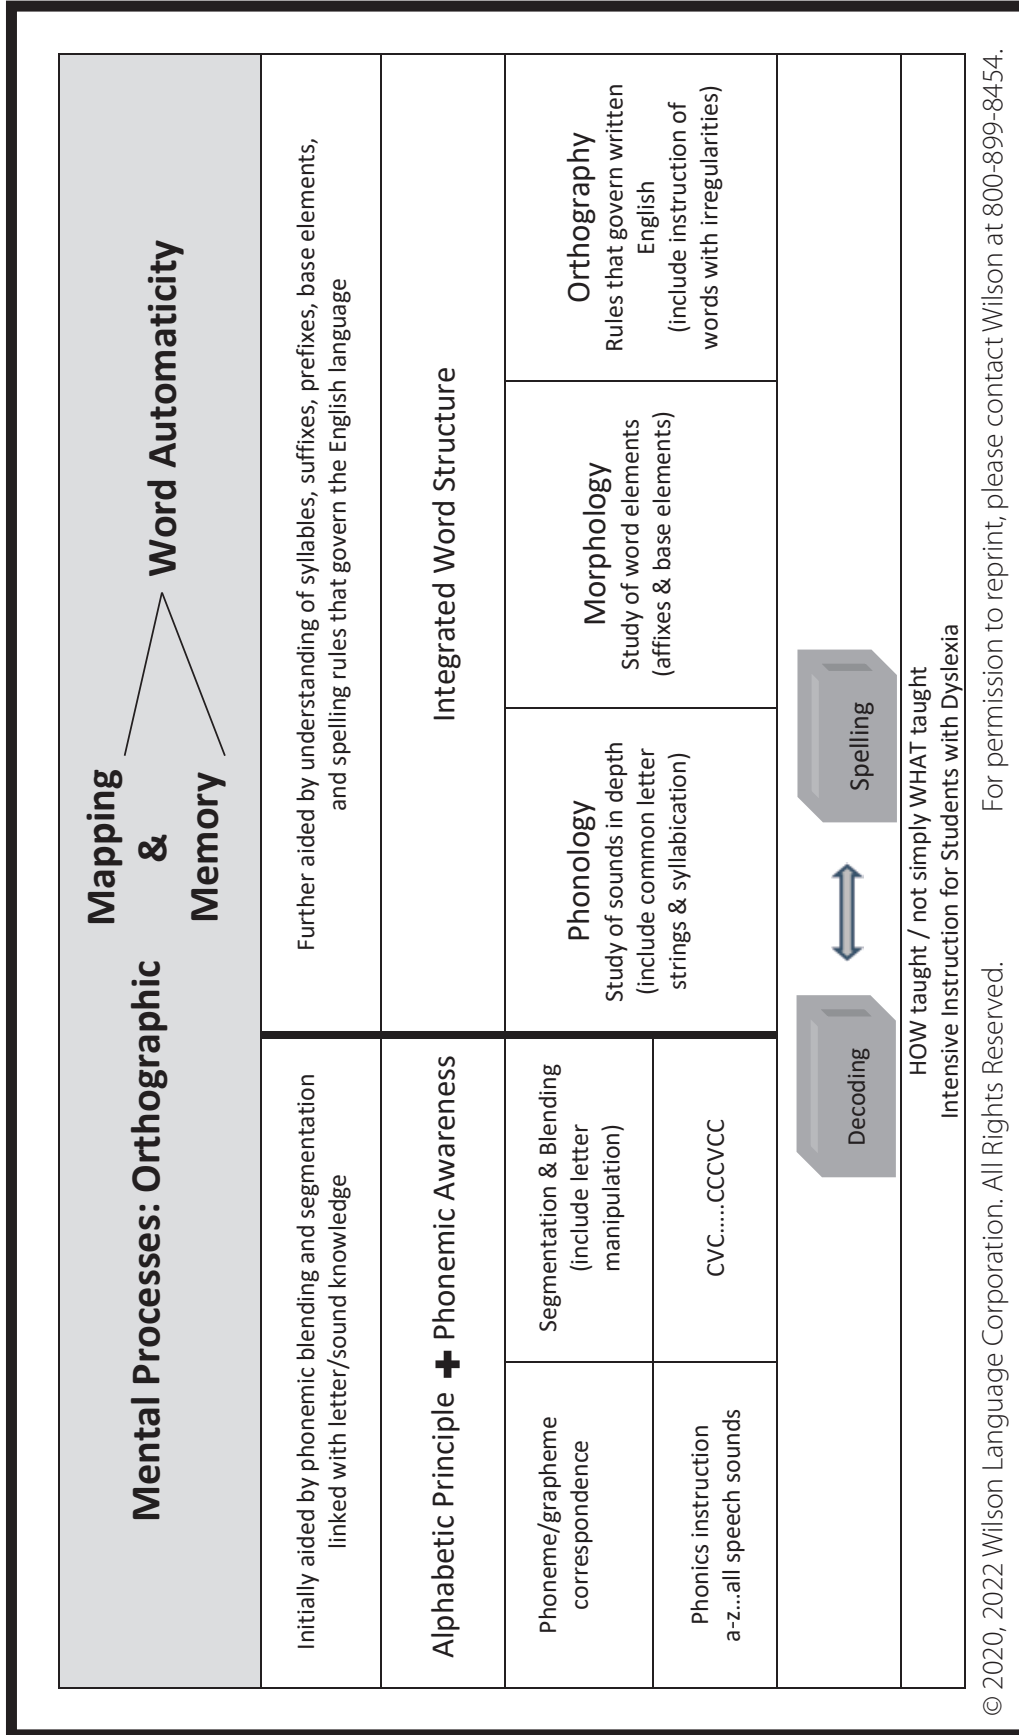 Mental Processes: Orthographic
Mapping
&
Memory
Word Automaticity
Initially aided by phonemic blending and segmentation
linked with letter/sound knowledge
Further aided by understanding of syllables, suffixes, prefixes, base elements,
and spelling rules that govern the English language
Alphabetic Principle + Phonemic Awareness
Integrated Word Structure
Phoneme/grapheme
correspondence
Segmentation & Blending
(include letter
manipulation)
Phonics instruction
a-z...all speech sounds
CVC.....CCCVCC
Phonology
Study of sounds in depth
(include common letter
strings & syllabication)
Morphology
Study of word elements
(affixes & base elements)
Orthography
Rules that govern written
English
(include instruction of
words with irregularities)
Decoding
Spelling
HOW taught / not simply WHAT taught
Intensive Instruction for Students with Dyslexia
© 2020, 2022 Wilson Language Corporation. All Rights Reserved. For permission to reprint, please contact Wilson at 800-899-8454.